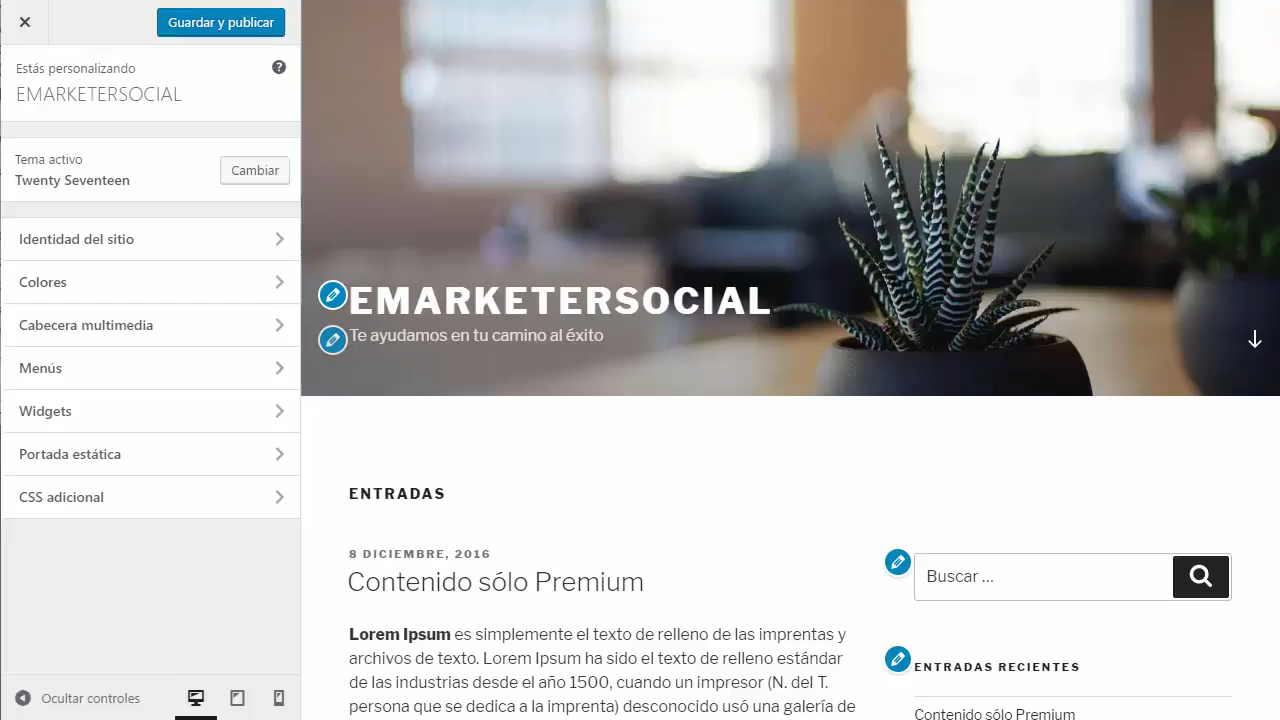 Guardar y publicar
Estás personalizando
EMARKETERSOCIAL
Tema activo
Twenty Seventeen
Cambiar
Identidad del sitio
Colores
Cabecera multimedia
Menús
Widgets
Portada estática
CSS adicional
Ocultar controles
EMARKETERSOCIAL
Te ayudamos en tu camino al éxito
ENTRADAS
8 DICIEMBRE, 2016
Contenido sólo Premium
Lorem Ipsum es simplemente el texto de relleno de las imprentas y
archivos de texto. Lorem Ipsum ha sido el texto de relleno estándar
de las industrias desde el año 1500, cuando un impresor (N. del T.
persona que se dedica a la imprenta) desconocido usó una galería de
Buscar ...
ENTRADAS RECIENTES
Contenido sólo Premium